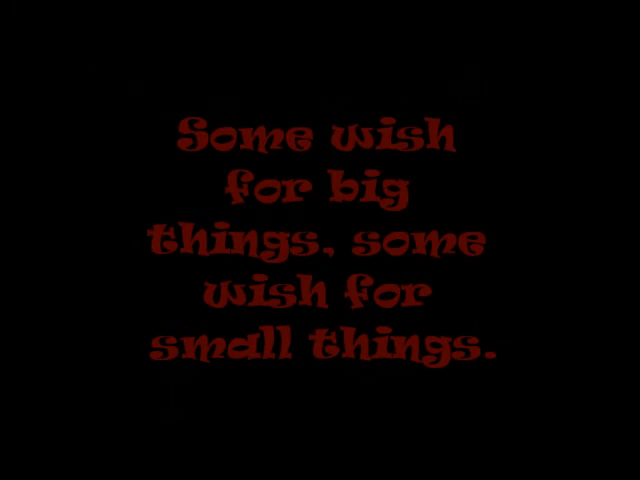 Some wish
for big
things, some
wish for
small things.